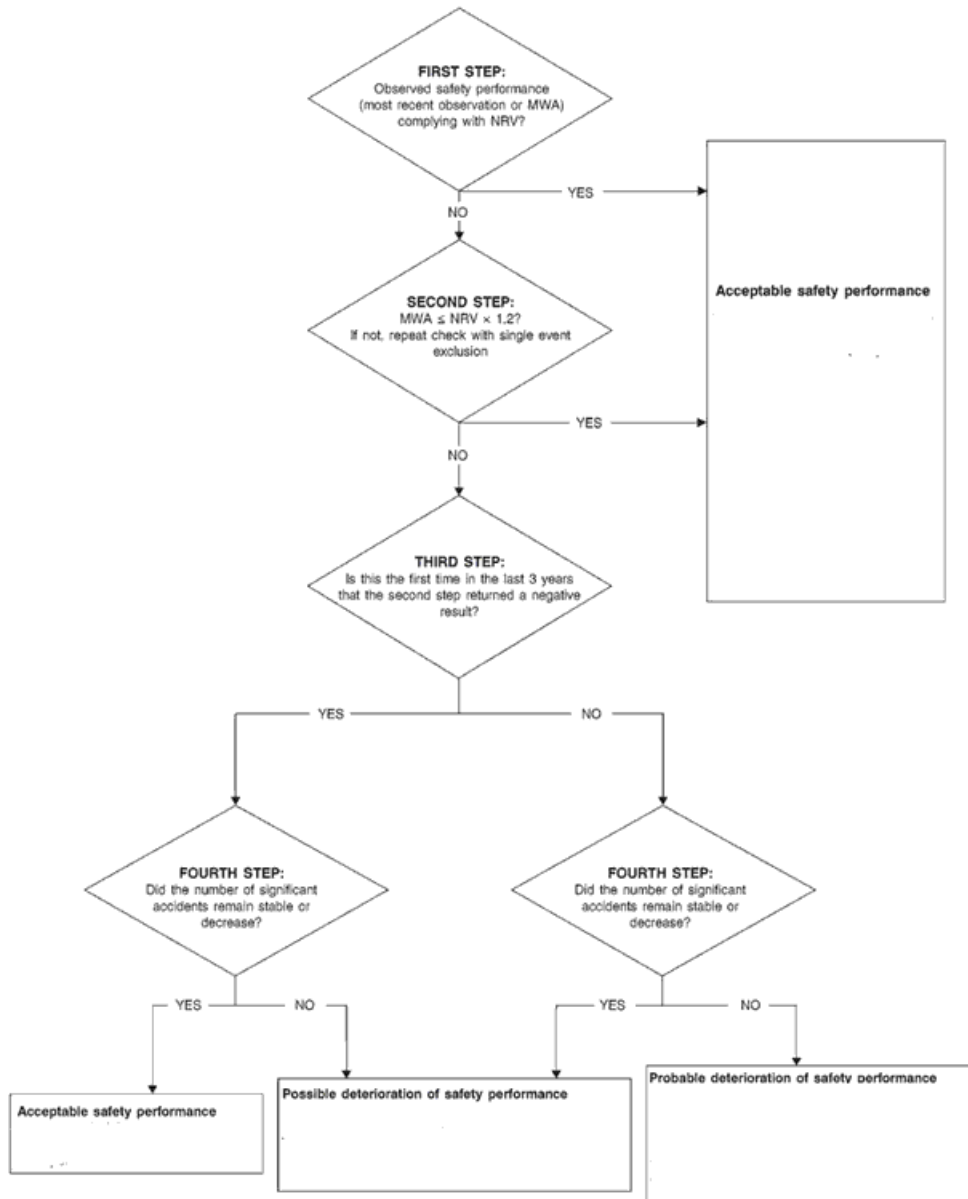 FIRST STEP:
Observed safety performance
(most recent observation or MWA)
complying with NRV?
YES
NO
Acceptable safety performance
SECOND STEP:
MWA ≤ NRV × 1.2?
If not, repeat check with single event
exclusion
YES
NO
THIRD STEP:
Is this the first time in the last 3 years
that the second step returned a negative
result?
YES
NO
FOURTH STEP:
Did the number of significant
accidents remain stable or
decrease?
FOURTH STEP:
Did the number of significant
accidents remain stable or
decrease?
YES
NO
YES
NO
Acceptable safety performance
Possible deterioration of safety performance
Probable deterioration of safety performance